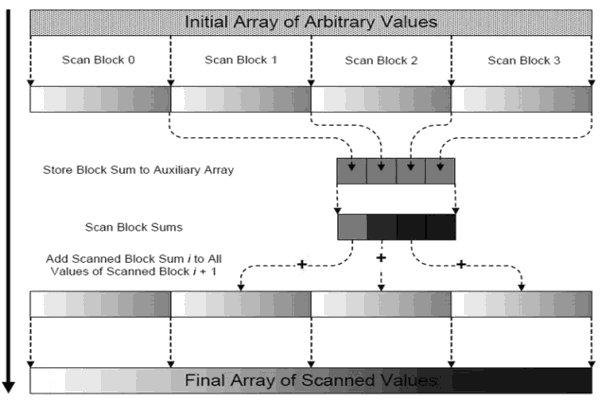 Initial Array of Arbitrary Values
Scan Block 0
Scan Block 1
Scan Block 2
Scan Block 3
Store Block Sum to Auxiliary Array
Scan Block Sums
Add Scanned Block Sum i to All
Values of Scanned Block i + 1
+
+
+
Final Array of Scanned Values